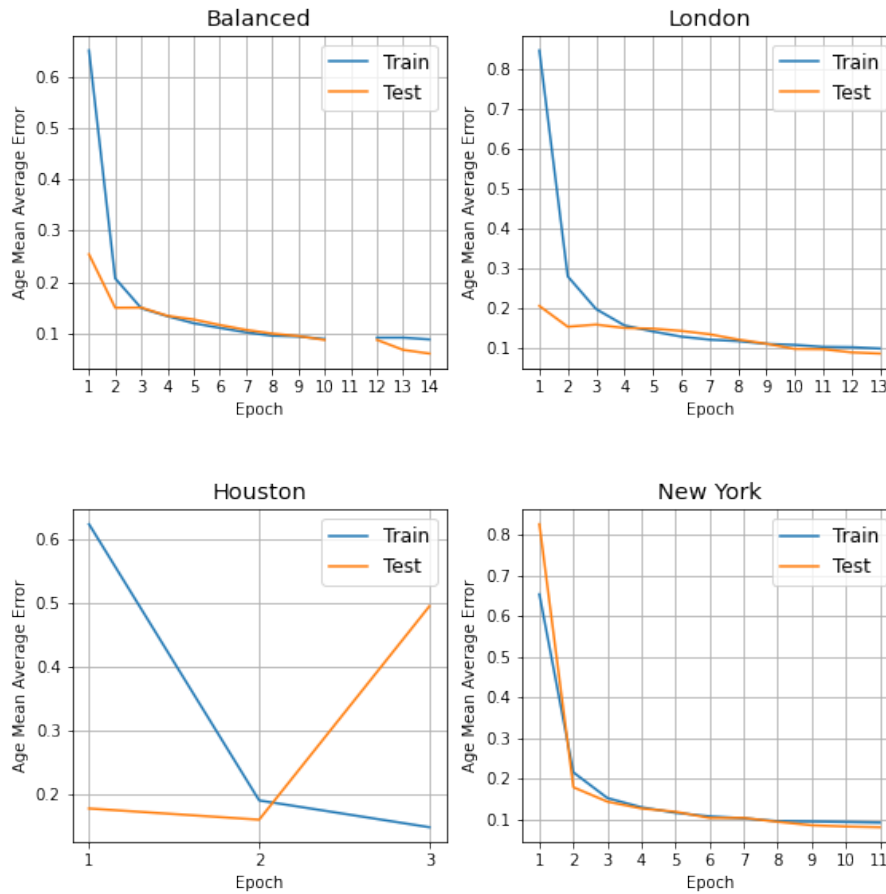 Balanced
Age Mean Average Error
0.6
0.5
0.4
0.3
0.2
0.1
Train
Test
1 2 3 4 5 6 7 8 9 10 11 12 13 14
Epoch
London
Age Mean Average Error
0.8
0.7
0.6
0.5
0.4
0.3
0.2
0.1
Train
Test
1 2 3 4 5 6 7 8 9 10 11 12 13
Epoch
Houston
Age Mean Average Error
0.6
0.5
0.4
0.3
0.2
Train
Test
1 2 3
Epoch
New York
Age Mean Average Error
0.8
0.7
0.6
0.5
0.4
0.3
0.2
0.1
Train
Test
1 2 3 4 5 6 7 8 9 10 11
Epoch